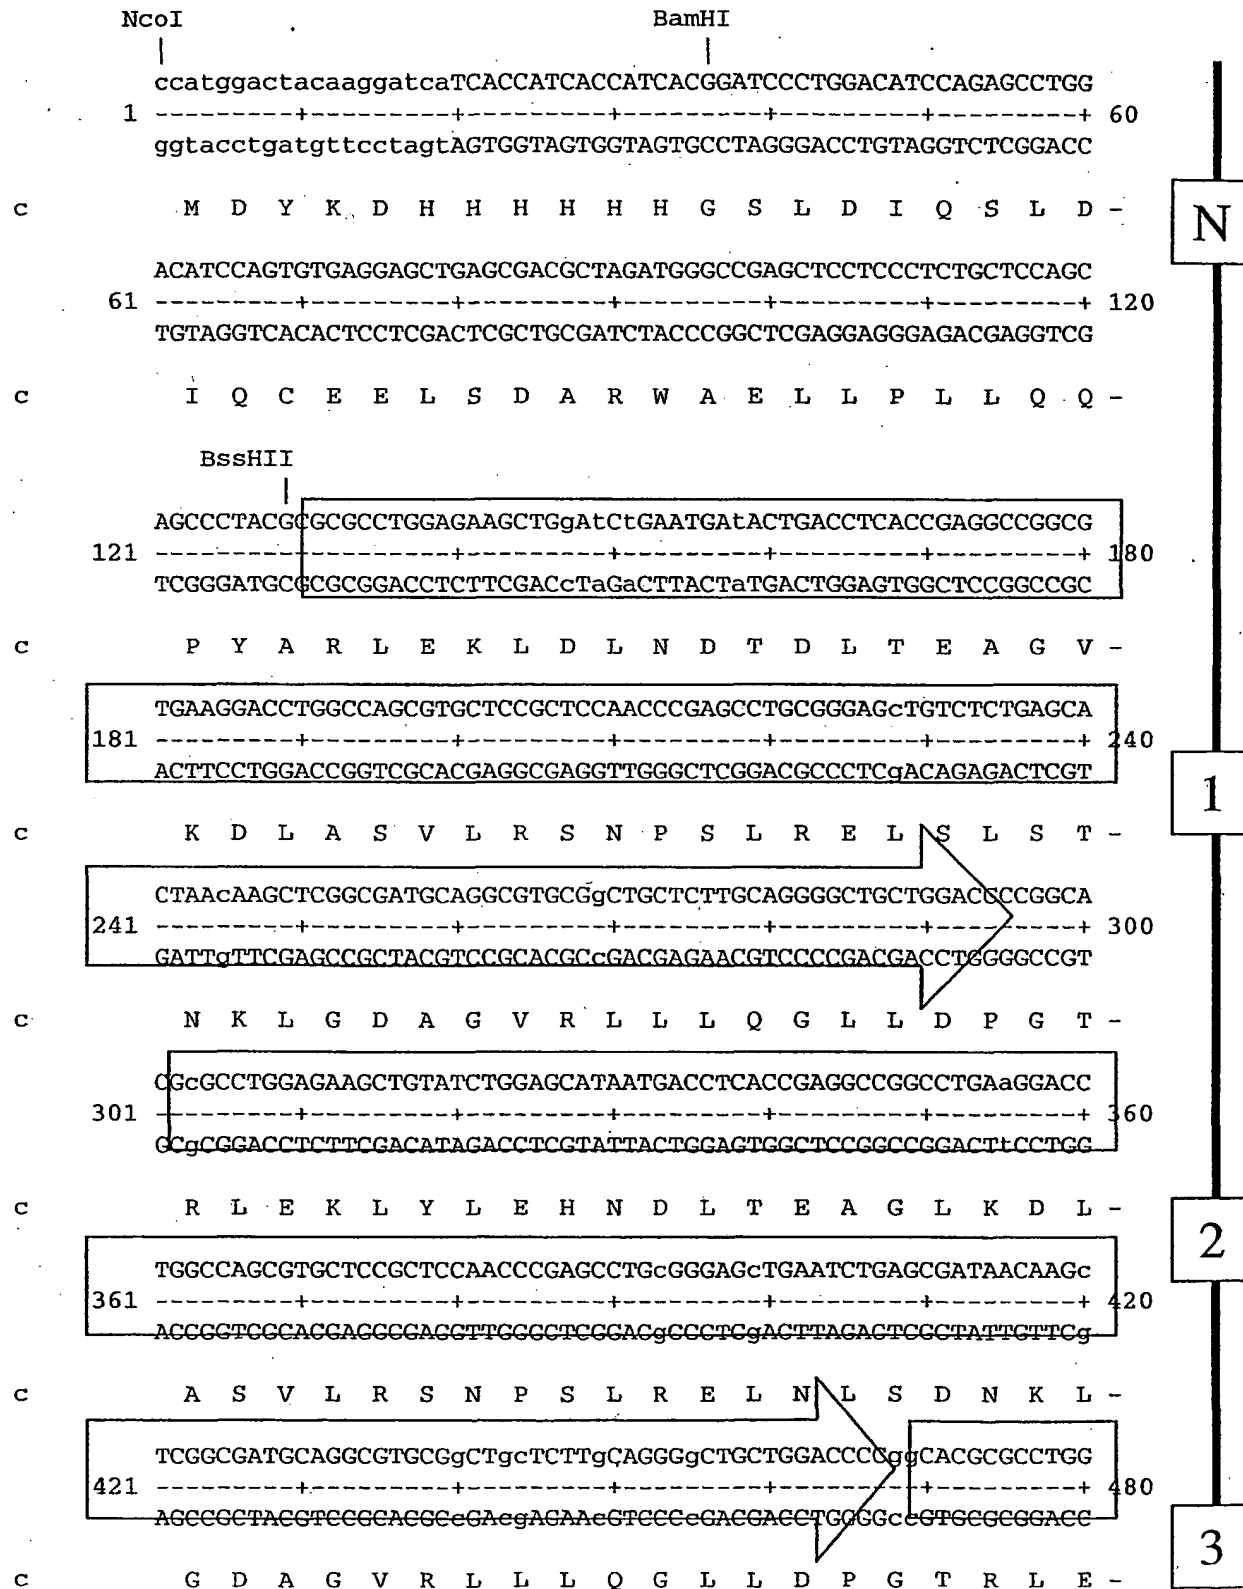 NcoI BamHI
ccatggactacaaggatcaTCACCATCACCATCACGGATCCCTGGACATCCAGAGCCTGG
1 ---------+---------+---------+---------+---------+---------+ 60
ggtacctgatgttcctagtAGTGGTAGTGGTAGTGCCTAGGGACCTGTAGGTCTCGGACC
c M D Y K D H H H H H H G S L D I Q S L D -
N
ACATCCAGTGTGAGGAGCTGAGCGACGCTAGATGGGCCGAGCTCCTCCCTCTGCTCCAGC
61 ---------+---------+---------+---------+---------+---------+ 120
TGTAGGTCACACTCCTCGACTCGCTGCGATCTACCCGGCTCGAGGAGGGAGACGAGGTCG
c I Q C E E L S D A R W A E L L P L L Q Q -
BssHII
AGCCCTACGCGCGCCTGGAGAAGCTGgAtCtGAATGAtACTGACCTCACCGAGGCCGGCG
121 ---------+---------+---------+---------+---------+---------+ 180
TCGGGATGCGCGCGGACCTCTTCGACcTaGaCTTACTaTGACTGGAGTGGCTCCGGCCGC
c P Y A R L E K L D L N D T D L T E A G V -
TGAAGGACCTGGCCAGCGTGCTCCGCTCCAACCCGAGCCTGCGGGAGcTGTCTCTGAGCA
181 ---------+---------+---------+---------+---------+---------+ 240
ACTTCCTGGACCGGTCGCACGAGGCGAGGTTGGGCTCGGACGCCCTCgACAGAGACTCGT
1
c K D L A S V L R S N P S L R E L S L S T -
CTAAcAAGCTCGGCGATGCAGGCGTGCGgCTGCTCTTGCAGGGGCTGCTGGACCCCGGCA
241 ---------+---------+---------+---------+---------+---------+ 300
GATTgTTCGAGCCGCTACGTCCGCACGCcGACGAGAACGTCCCCGACGACCTGGGGCCGT
c N K L G D A G V R L L L Q G L L D P G T -
CGcGCCTGGAGAAGCTGTATCTGGAGCATAATGACCTCACCGAGGCCGGCCTGAaGGACC
301 ---------+---------+---------+---------+---------+---------+ 360
GCgCGGACCTCTTCGACATAGACCTCGTATTACTGGAGTGGCTCCGGCCGGACTtCCTGG
c R L E K L Y L E H N D L T E A G L K D L -
2
TGGCCAGCGTGCTCCGCTCCAACCCGAGCCTGcGGGAGcTGAATCTGAGCGATAACAAGc
361 ---------+---------+---------+---------+---------+---------+ 420
ACCGGTCGCACGAGGCGAGGTTGGGCTCGGACgCCCTCgACTTAGACTCGCTATTGTTCg
c A S V L R S N P S L R E L N L S D N K L -
TCGGCGATGCAGGCGTGCGgCTgcTCTTgCAGGGgCTGCTGGACCCCggCACGCGCCTGG
421 ---------+---------+---------+---------+---------+---------+ 480
AGCCGCTACGTCCGCACGCcGAcgAGAAcGTCCCcGACGACCTGGGGccGTGCGCGGACC
3
c G D A G V R L L L Q G L L D P G T R L E -